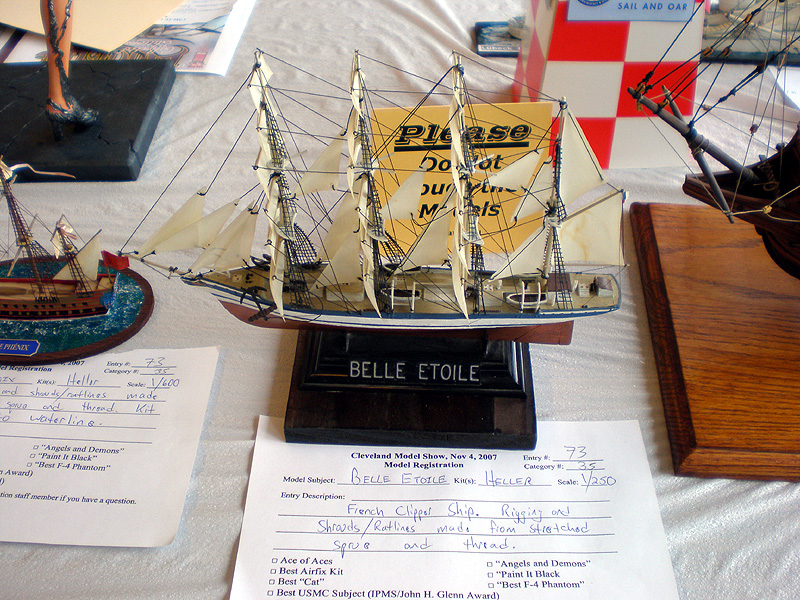 SAIL AND OAR
Please
Do Not
the
Models
BELLE ETOILE
PHÉNIX
4, 2007
Model Registration
Entry #: 73
Category #: 35
Kit(s): Heller
Scale: 1/600
and shrouds/ratlines made
sprue and thread. Kit
waterline.
□ "Angels and Demons"
□ "Paint It Black"
□ "Best F-4 Phantom"
Award)
staff member if you have a question.
Cleveland Model Show, Nov 4, 2007
Model Registration
Entry #: 73
Category #: 35
Model Subject: BELLE ETOILE Kit(s): HELLER Scale: 1/250
Entry Description:
French Clipper Ship. Rigging and
Shrouds/Ratlines made from stretched
sprue and thread.
□ Ace of Aces
□ Best Airfix Kit
□ Best "Cat"
□ Best USMC Subject (IPMS/John H. Glenn Award)
□ "Angels and Demons"
□ "Paint It Black
□ "Best F-4 Phantom"